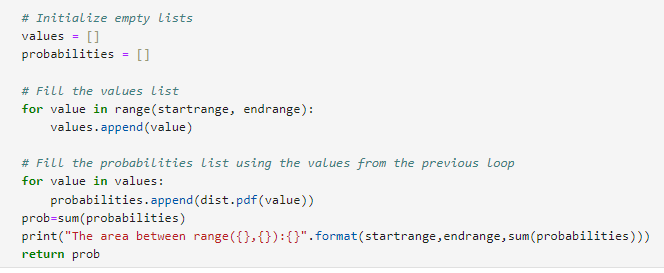 # Initialize empty lists
values = []
probabilities = []
# Fill the values list
for value in range(startrange, endrange):
values.append(value)
# Fill the probabilities list using the values from the previous loop
for value in values:
probabilities.append(dist.pdf(value))
prob=sum(probabilities)
print("The area between range({},{}):{}".format(startrange,endrange,sum(probabilities)))
return prob